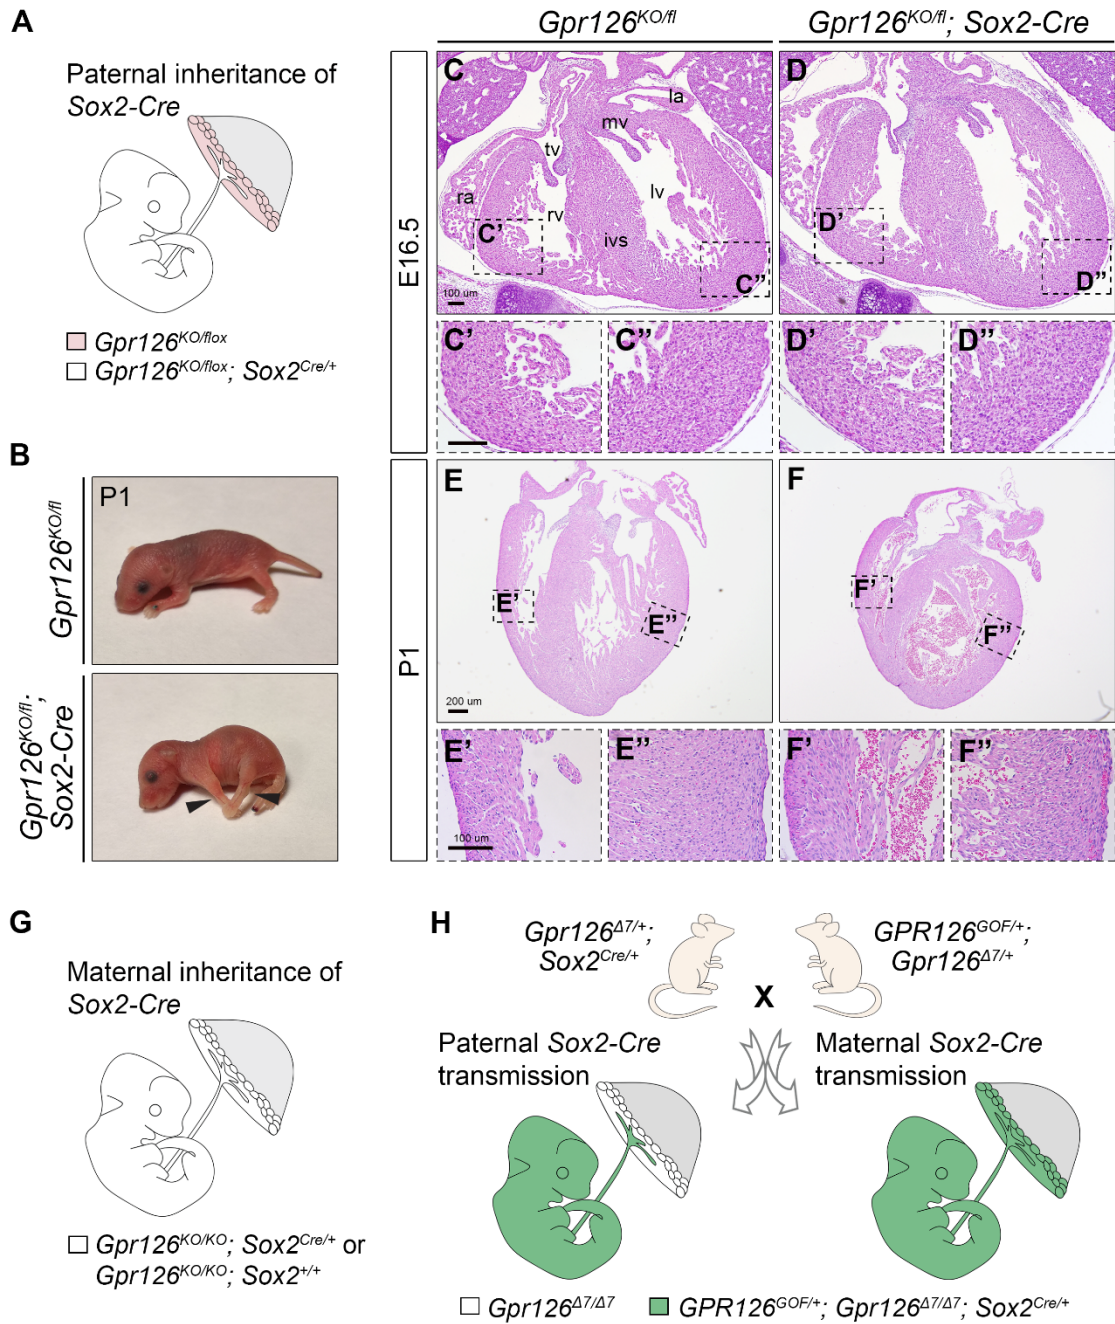 A
Paternal inheritance of
Sox2-Cre
Gpr126KO/flox
Gpr126KO/flox; Sox2Cre/+
B
P1
Gpr126KO/fl
Gpr126KO/fl;
Sox2-Cre
Gpr126KO/fl
Gpr126KO/fl; Sox2-Cre
E16.5
C
la
mv
tv
lv
ra
rv
ivs
C’
C”
100 um
D
D’
D”
C’
C”
D’
D”
P1
E
E’
E”
200 um
F
F’
F”
E’
E”
F’
F”
100 um
G
Maternal inheritance of
Sox2-Cre
Gpr126KO/KO; Sox2Cre/+ or
Gpr126KO/KO; Sox2+/+
H
Gpr126Δ7/+;
Sox2Cre/+
GPR126GOF/+;
Gpr126Δ7/+
X
Paternal Sox2-Cre
transmission
Maternal Sox2-Cre
transmission
Gpr126Δ7/Δ7
GPR126GOF/+; Gpr126Δ7/Δ7; Sox2Cre/+